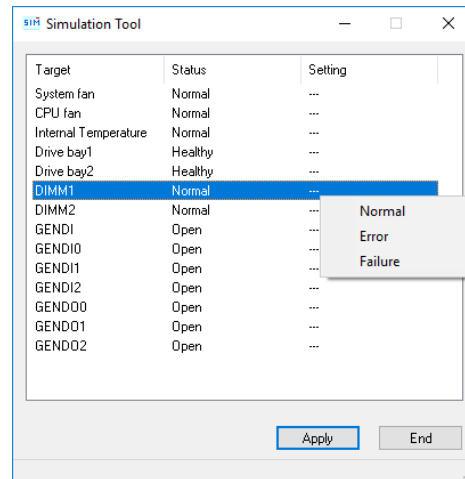 SIM Simulation Tool
Target Status Setting
System fan Normal ---
CPU fan Normal ---
Internal Temperature Normal ---
Drive bay1 Healthy ---
Drive bay2 Healthy ---
DIMM1 Normal ---
DIMM2 Normal ---
GENDI Open ---
GENDI0 Open ---
GENDI1 Open ---
GENDI2 Open ---
GENDO0 Open ---
GENDO1 Open ---
GENDO2 Open ---
Normal
Error
Failure
Apply End